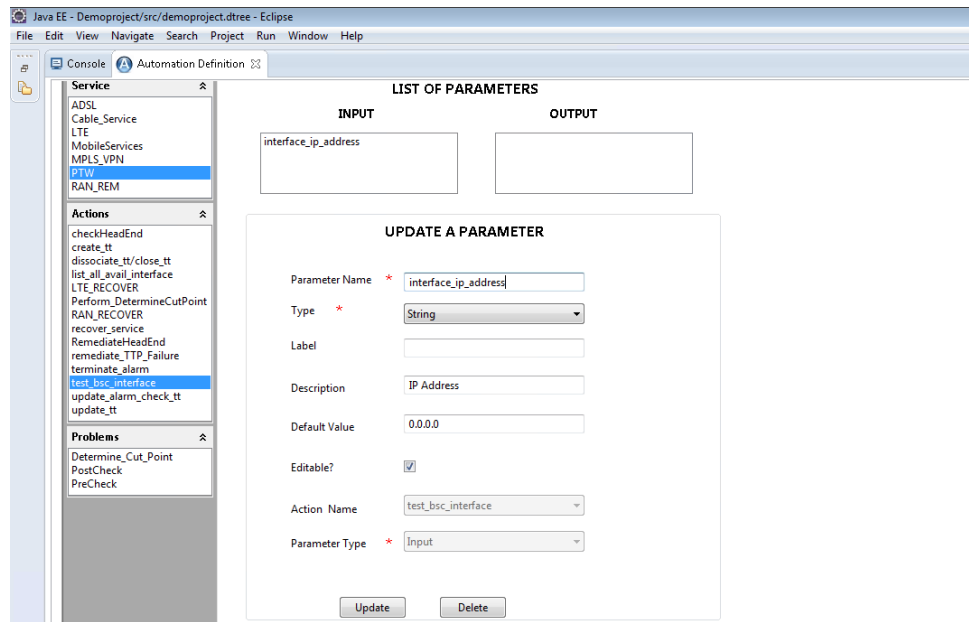 Java EE - Demoproject/src/demoproject.dtree - Eclipse
File Edit View Navigate Search Project Run Window Help
Console Automation Definition
Service
ADSL
Cable_Service
LTE
MobileServices
MPLS_VPN
PTW
RAN_REM
Actions
checkHeadEnd
create_tt
dissociate_tt/close_tt
list_all_avail_interface
LTE_RECOVER
Perform_DetermineCutPoint
RAN_RECOVER
recover_service
RemediateHeadEnd
remediate_TTP_Failure
terminate_alarm
test_bsc_interface
update_alarm_check_tt
update_tt
Problems
Determine_Cut_Point
PostCheck
PreCheck
LIST OF PARAMETERS
INPUT OUTPUT
interface_ip_address
UPDATE A PARAMETER
Parameter Name * interface_ip_address
Type * String
Label
Description IP Address
Default Value 0.0.0.0
Editable?
Action Name test_bsc_interface
Parameter Type * Input
Update Delete